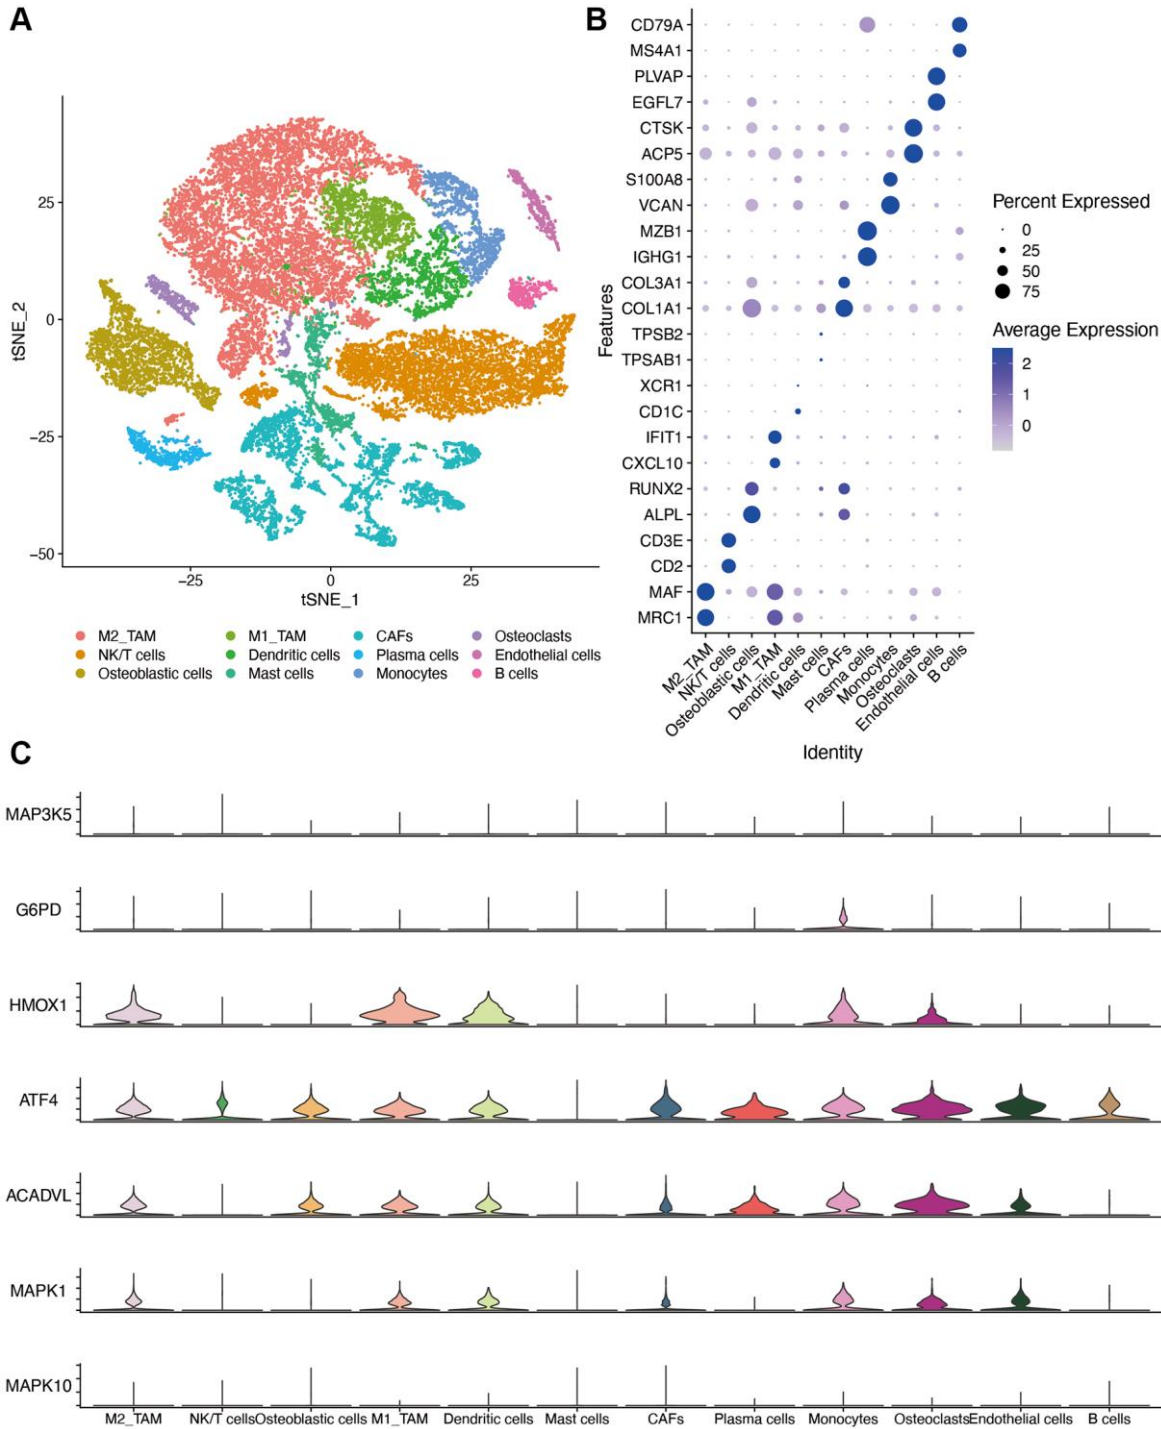 A
B
tSNE_2
25
0
−25
−50
−25
0
25
tSNE_1
M2_TAM
M1_TAM
CAFs
Osteoclasts
NK/T cells
Dendritic cells
Plasma cells
Endothelial cells
Osteoblastic cells
Mast cells
Monocytes
B cells
Features
CD79A
MS4A1
PLVAP
EGFL7
CTSK
ACP5
S100A8
VCAN
MZB1
IGHG1
COL3A1
COL1A1
TPSB2
TPSAB1
XCR1
CD1C
IFIT1
CXCL10
RUNX2
ALPL
CD3E
CD2
MAF
MRC1
M2_TAM
NK/T cells
Osteoblastic cells
M1_TAM
Dendritic cells
Mast cells
CAFs
Plasma cells
Monocytes
Osteoclasts
Endothelial cells
B cells
Identity
Percent Expressed
0
25
50
75
Average Expression
2
1
0
C
MAP3K5
G6PD
HMOX1
ATF4
ACADVL
MAPK1
MAPK10
M2_TAM NK/T cells Osteoblastic cells M1_TAM Dendritic cells Mast cells CAFs Plasma cells Monocytes Osteoclasts Endothelial cells B cells